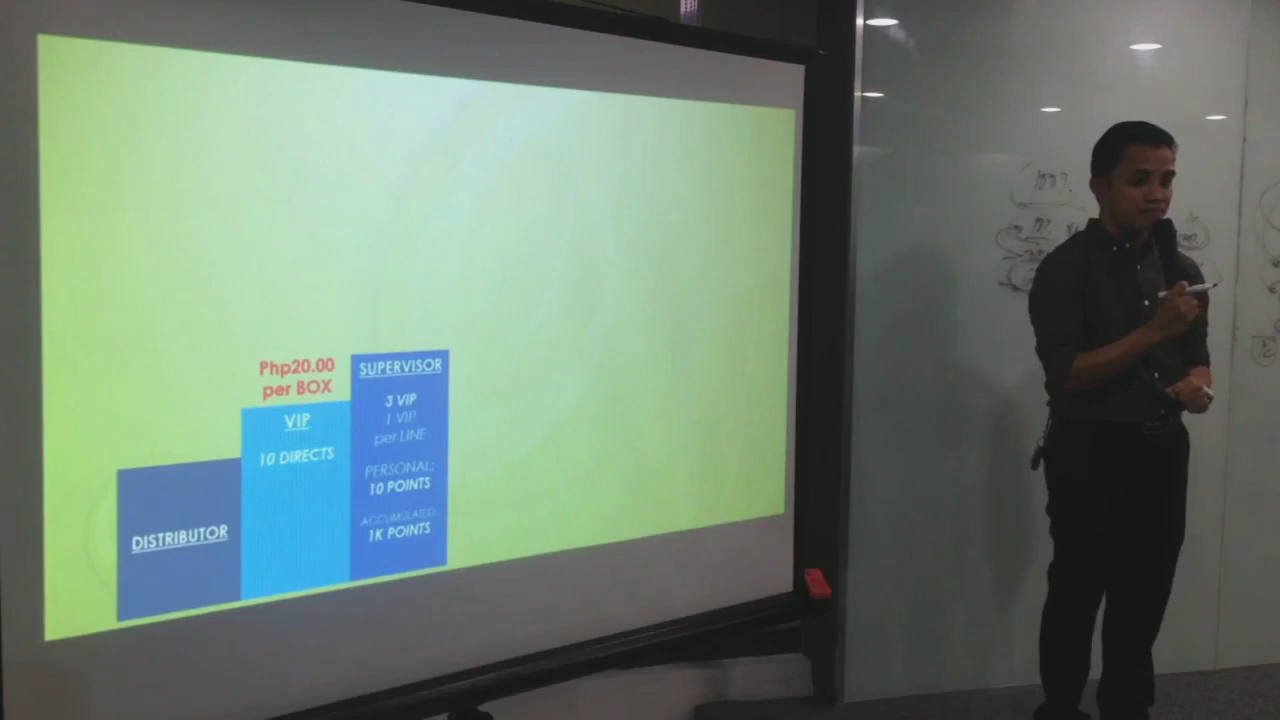 Php20.00
per BOX
SUPERVISOR
3 VIP
1 VIP
per LINE
PERSONAL:
10 POINTS
ACCUMULATED:
1K POINTS
VIP
10 DIRECTS
DISTRIBUTOR